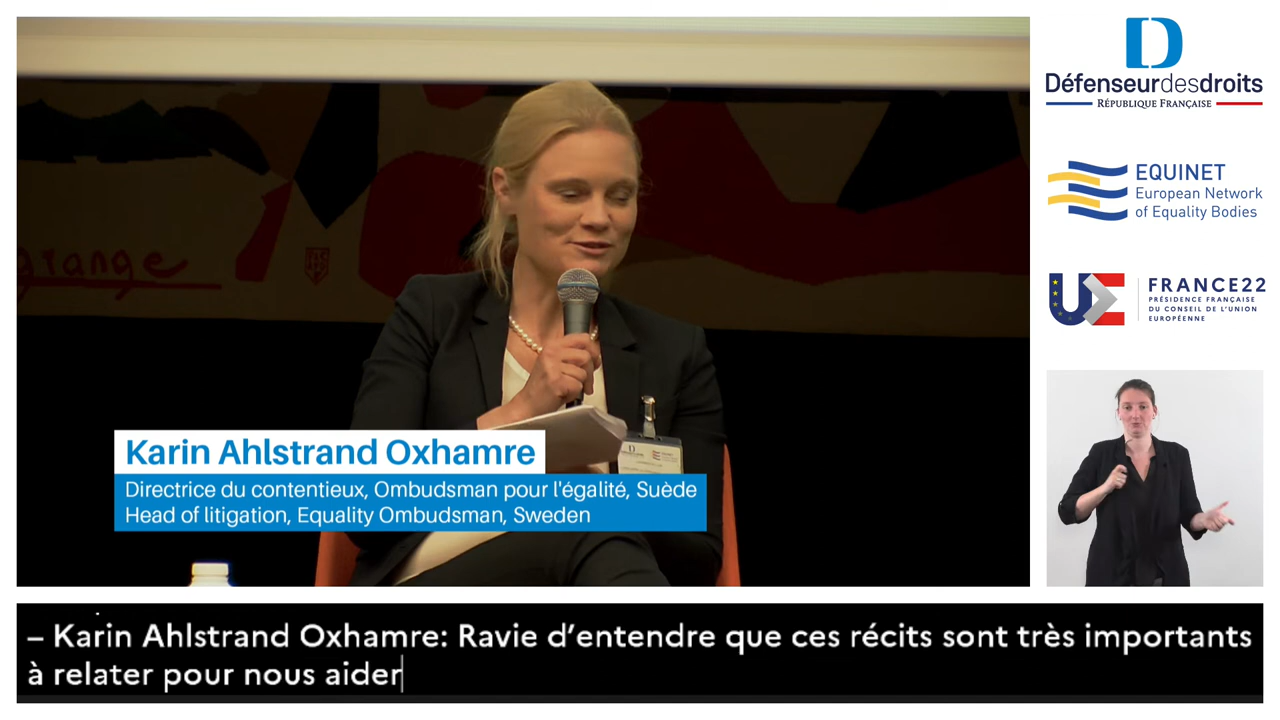 Défenseurdesdroits
RÉPUBLIQUE FRANÇAISE
EQUINET
European Network
of Equality Bodies
UE
FRANCE22
PRÉSIDENCE FRANÇAISE
DU CONSEIL DE L'UNION
EUROPÉENNE
grange
Karin Ahlstrand Oxhamre
Directrice du contentieux, Ombudsman pour l'égalité, Suède
Head of litigation, Equality Ombudsman, Sweden
– Karin Ahlstrand Oxhamre: Ravie d’entendre que ces récits sont très importants
à relater pour nous aider